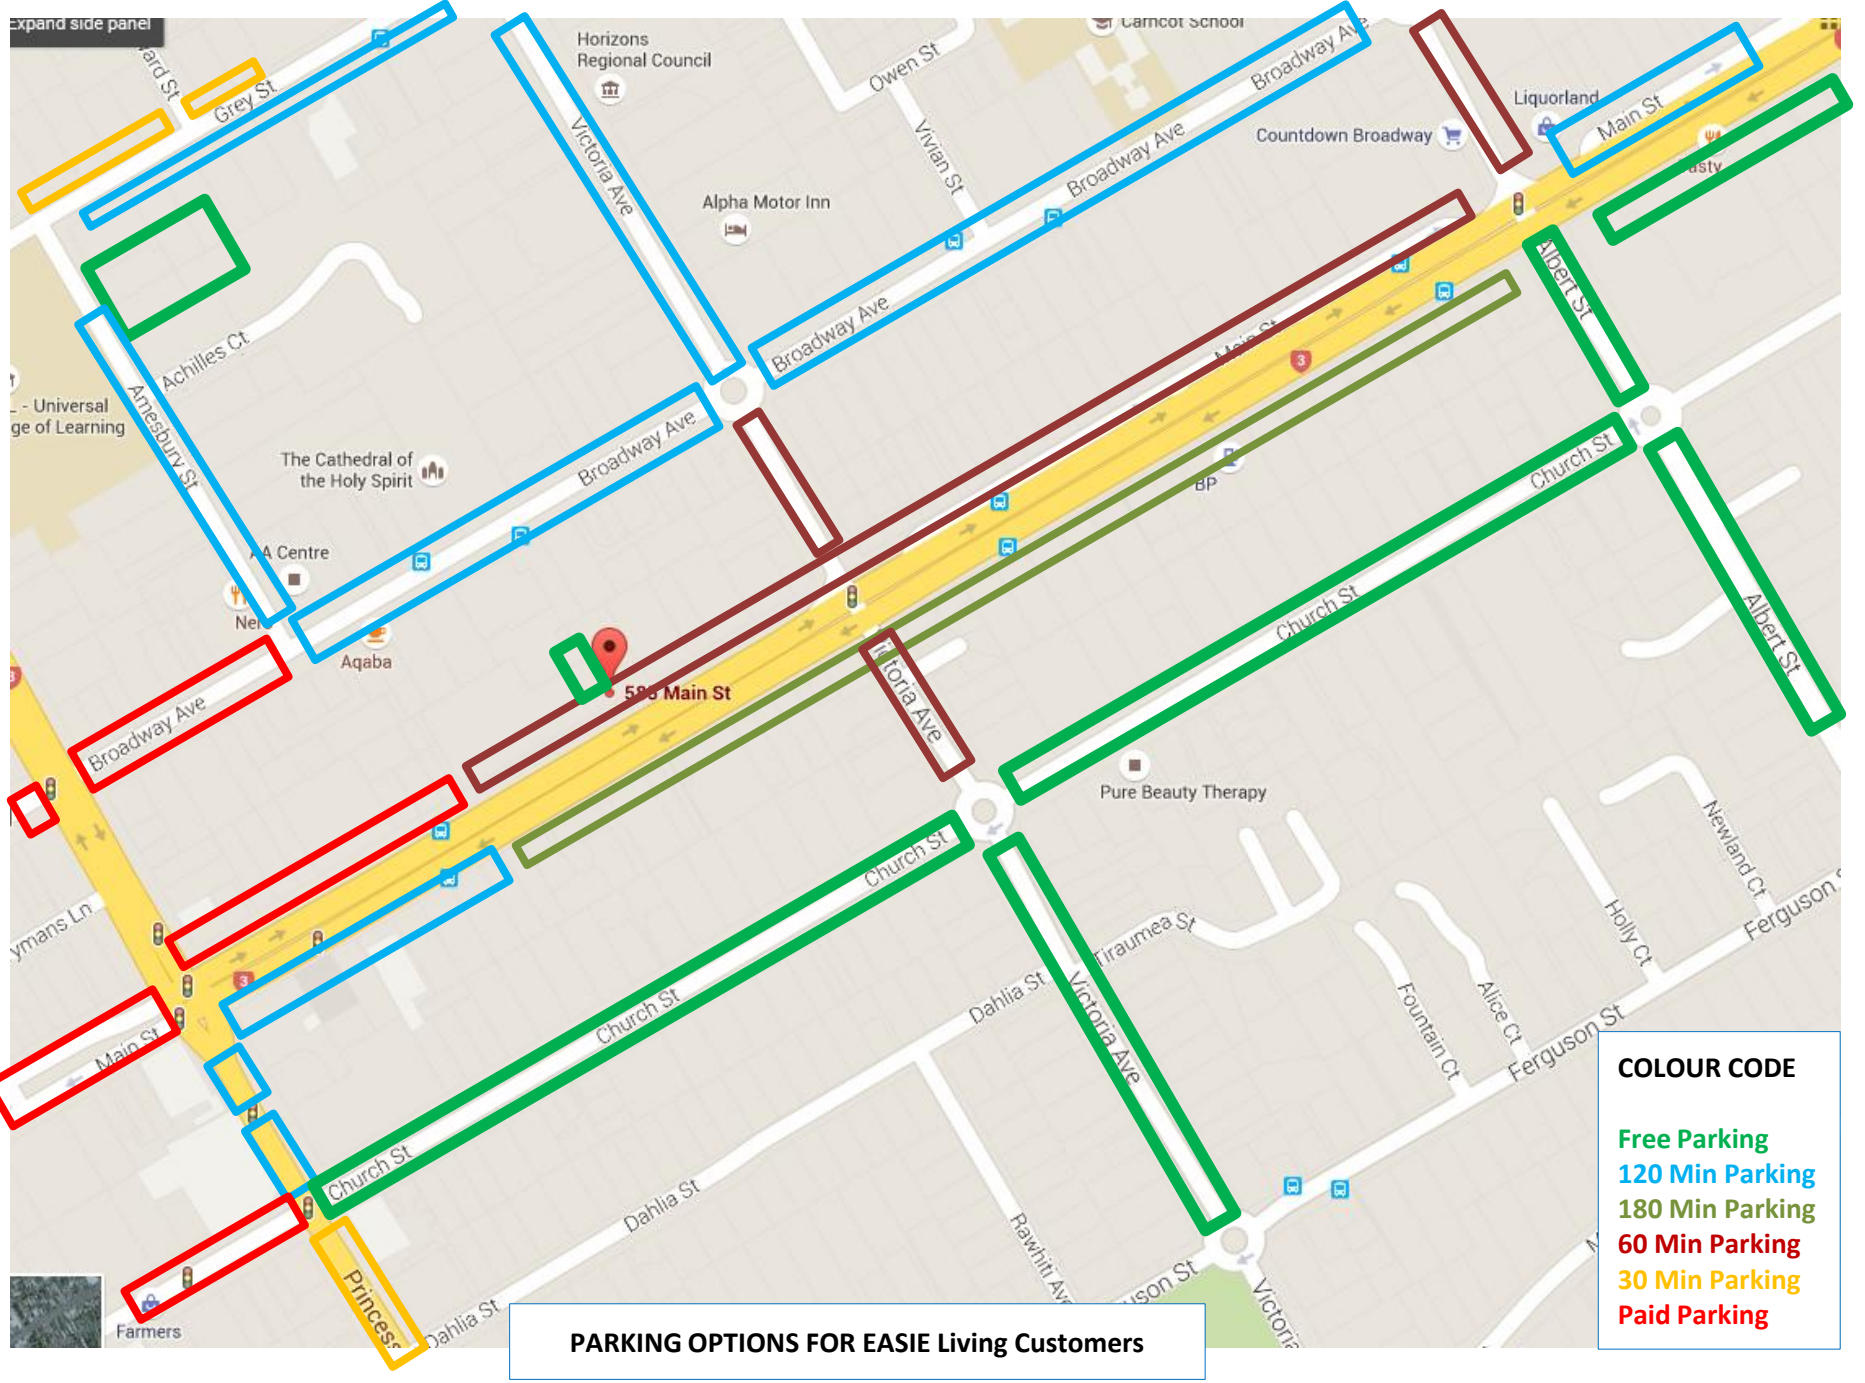 Expand side panel
Grey St
Horizons
Regional Council
Carncot School
Owen St
Broadway Av
Victoria Ave
Vivian St
Broadway Ave
Countdown Broadway
Liquorland
Main St
Alpha Motor Inn
Achilles Ct
Broadway Ave
Main St
Albert St
3
- Universal
ge of Learning
Amesbury St
The Cathedral of
the Holy Spirit
Broadway Ave
BP
Church St
AA Centre
Aqaba
Church St
Albert St
Main St
Broadway Ave
Victoria Ave
Pure Beauty Therapy
Church St
Newland Ct
Holly Ct
Ferguson
Tiraumea St
Dahlia St
Victoria Ave
Fountain Ct
Alice Ct
Ferguson St
3
Main St
Church St
Church St
Dahlia St
Rawhiti Ave
Farmers
Princess
Dahlia St
Victoria
COLOUR CODE
Free Parking
120 Min Parking
180 Min Parking
60 Min Parking
30 Min Parking
Paid Parking
PARKING OPTIONS FOR EASIE Living Customers